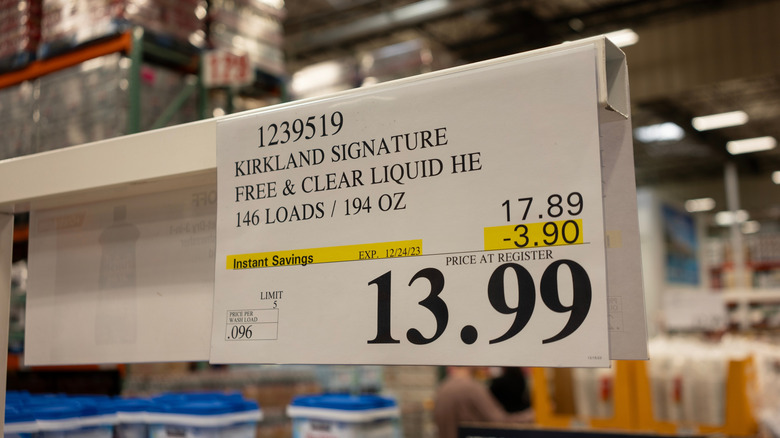 1239519
KIRKLAND SIGNATURE
FREE & CLEAR LIQUID HE
146 LOADS / 194 OZ
17.89
-3.90
Instant Savings EXP. 12/24/23
PRICE AT REGISTER
13.99
LIMIT
5
PRICE PER
WASH LOAD
.096